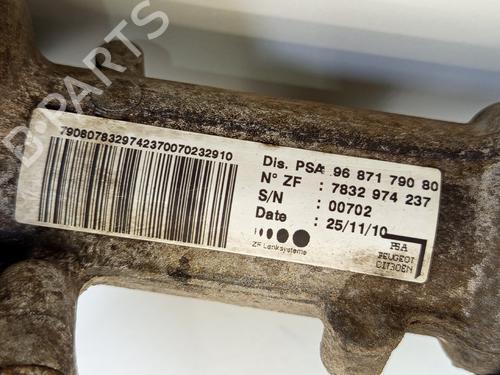 7908078329742370070232910
Dis. PSA: 96 871 790 80
N° ZF : 7832 974 237
S/N : 00702
Date : 25/11/10
ZF Lenksysteme
PSA
PEUGEOT
CITROËN
B-PARTS